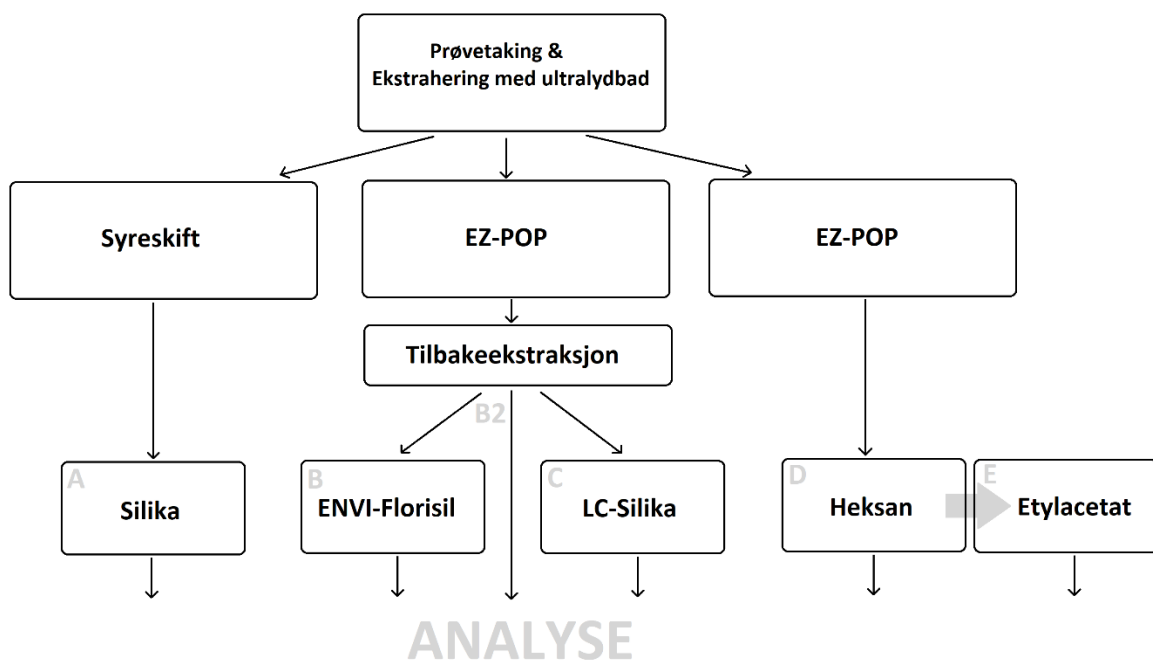 Prøvetaking &
Ekstrahering med ultralydbad
Syreskift
EZ-POP
EZ-POP
Tilbakeekstraksjon
B2
A
Silika
B
ENVI-Florisil
C
LC-Silika
D
Heksan
E
Etylacetat
ANALYSE